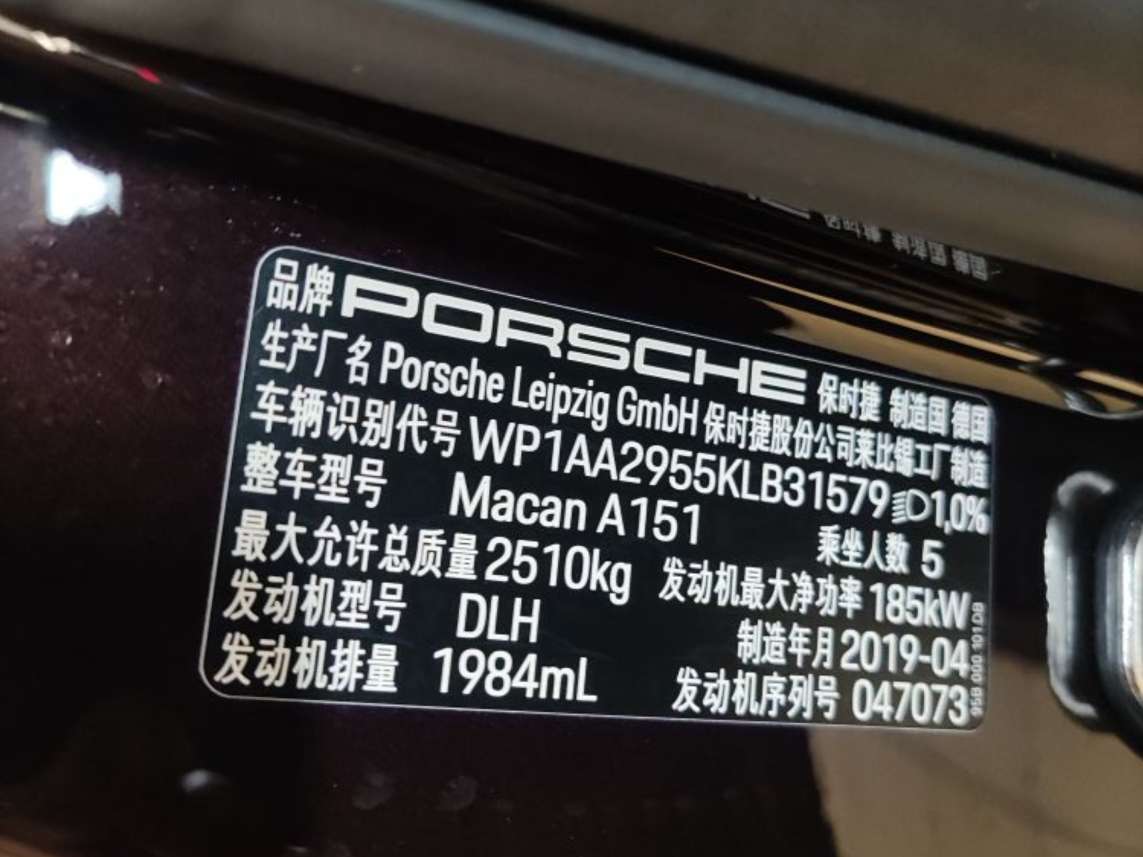 品牌 PORSCHE 保时捷 制造国 德国
生产厂名 Porsche Leipzig GmbH 保时捷股份公司莱比锡工厂制造
车辆识别代号 WP1AA2955KLB31579 1,0%
整车型号 Macan A151 乘坐人数 5
最大允许总质量 2510kg 发动机最大净功率 185kW
发动机型号 DLH 制造年月 2019-04
发动机排量 1984mL 发动机序列号 047073
95B 000 101 DB